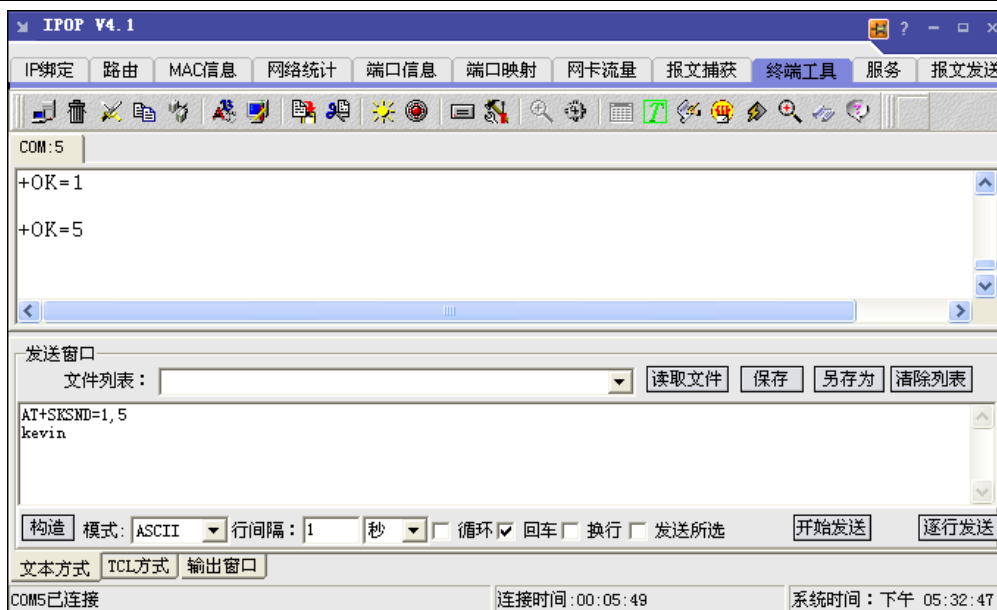 IPOP V4.1
IP绑定 路由 MAC信息 网络统计 端口信息 端口映射 网卡流量 报文捕获 终端工具 服务 报文发送
COM:5
+OK=1
+OK=5
发送窗口
文件列表： 读取文件 保存 另存为 清除列表
AT+SKSND=1,5
kevin
构造 模式: ASCII 行间隔：1 秒 循环 回车 换行 发送所选 开始发送 逐行发送
文本方式 TCL方式 输出窗口
COM5已连接 连接时间:00:05:49 系统时间：下午 05:32:47